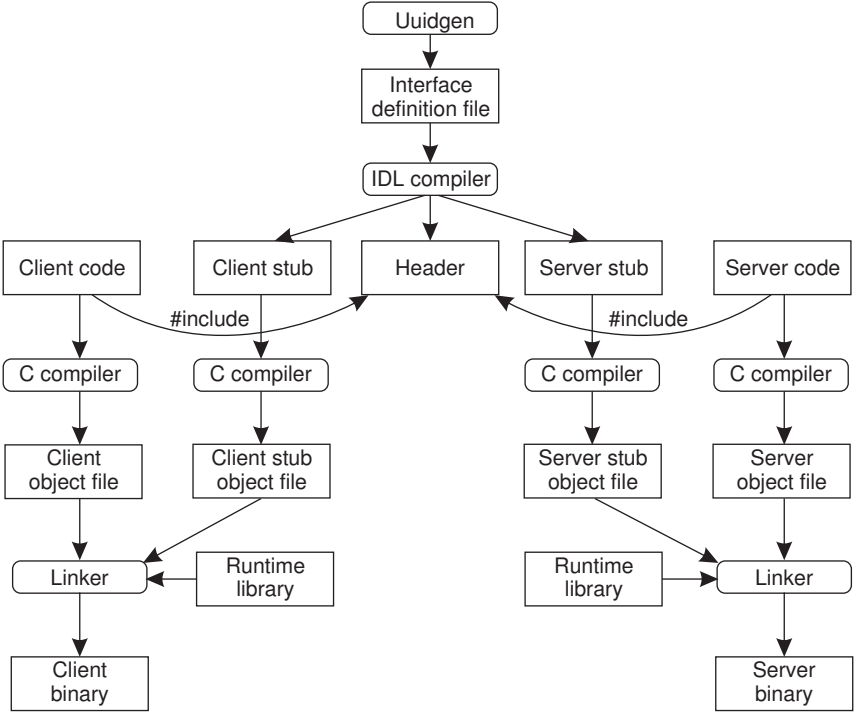 Uuidgen
Interface
definition file
IDL compiler
Client code
Client stub
Header
Server stub
Server code
#include
#include
C compiler
C compiler
C compiler
C compiler
Client
object file
Client stub
object file
Server stub
object file
Server
object file
Linker
Runtime
library
Runtime
library
Linker
Client
binary
Server
binary